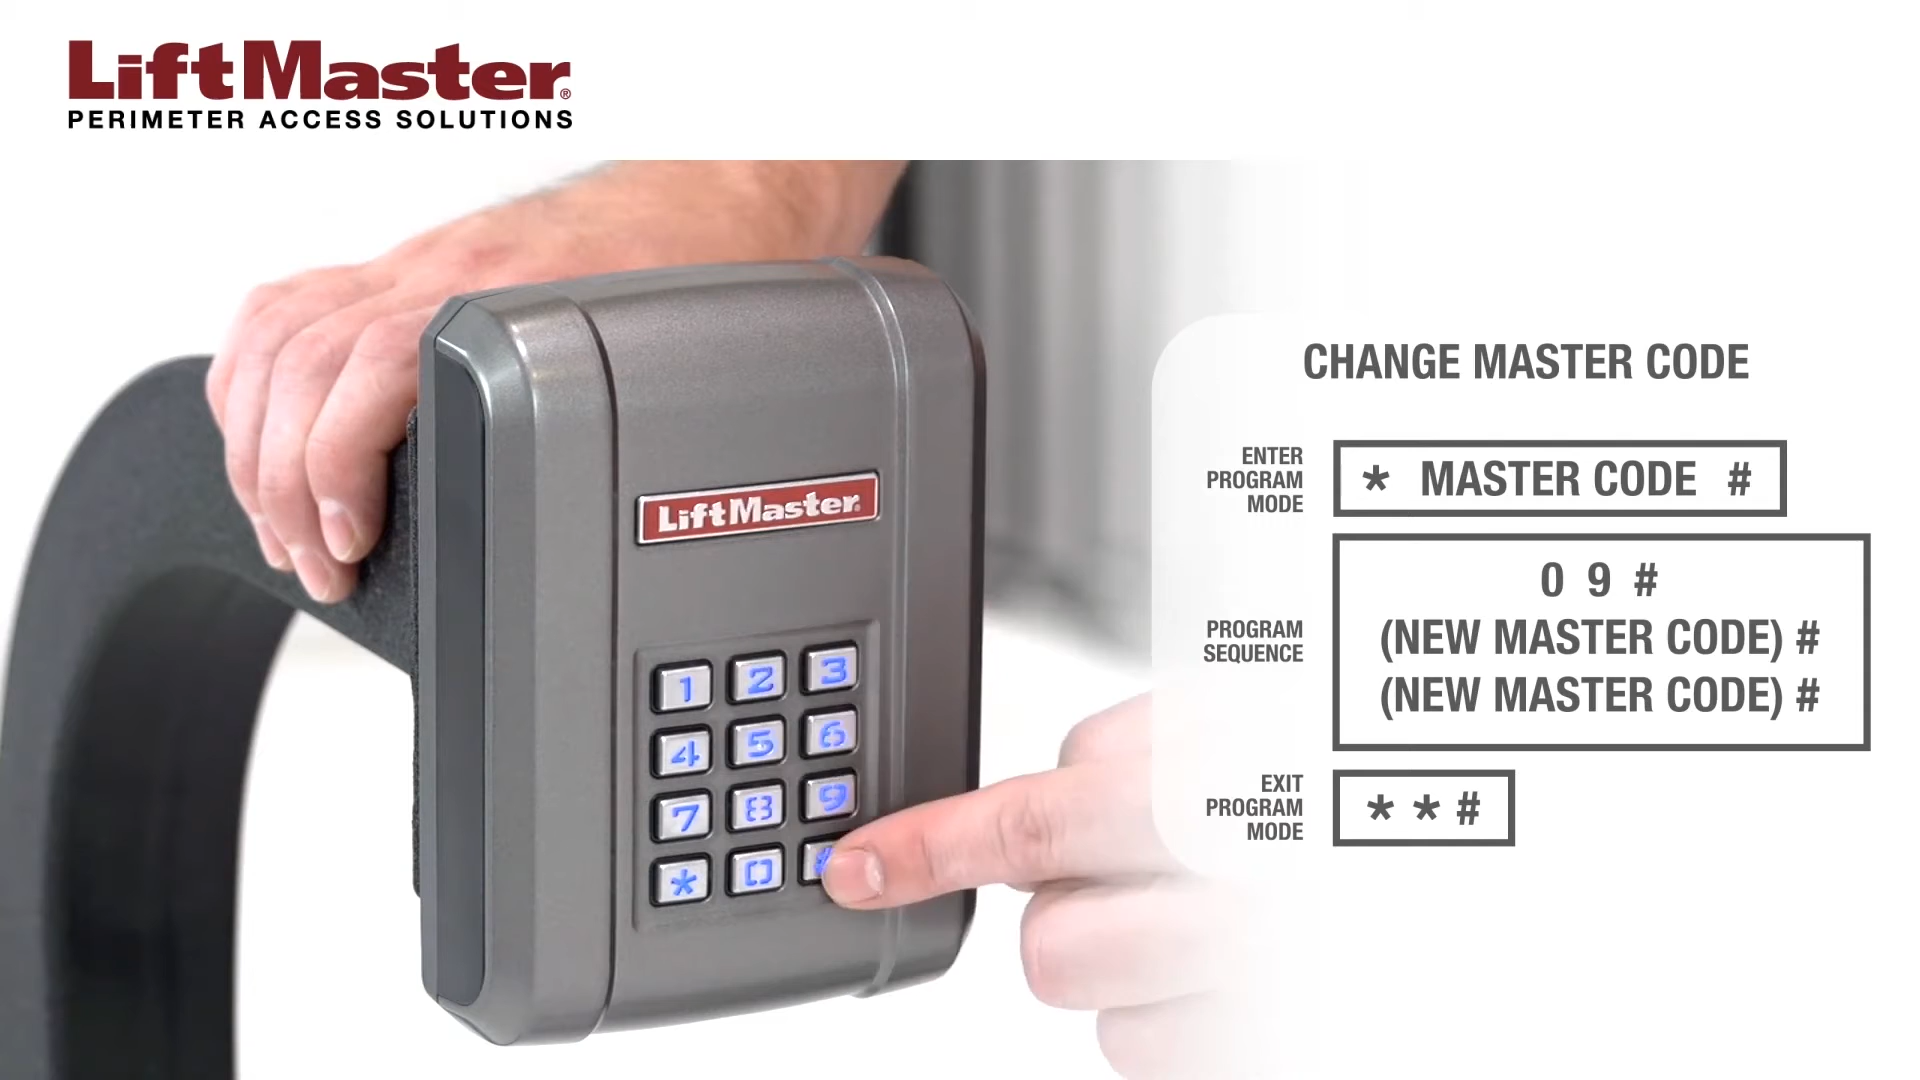 LiftMaster®
PERIMETER ACCESS SOLUTIONS
LiftMaster®
1 2 3
4 5 6
7 8 9
* 0 #
CHANGE MASTER CODE
ENTER
PROGRAM
MODE
* MASTER CODE #
PROGRAM
SEQUENCE
0 9 #
(NEW MASTER CODE) #
(NEW MASTER CODE) #
EXIT
PROGRAM
MODE
* * #